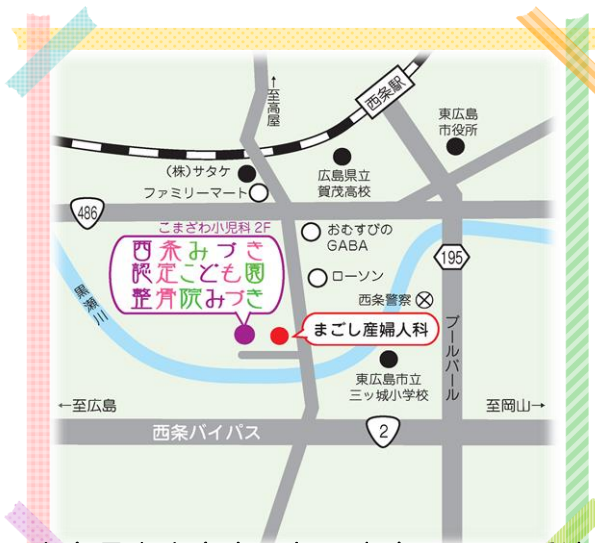 西条駅
↑至高屋
東広島
市役所
(株)サタケ
広島県立
賀茂高校
ファミリーマート
486
こまざわ小児科 2F
西条みづき
認定こども園
整骨院みづき
おむすびの
GABA
ローソン
195
西条警察
黒瀬川
まごし産婦人科
ブールバール
東広島市立
三ッ城小学校
←至広島
至岡山→
西条バイパス
2